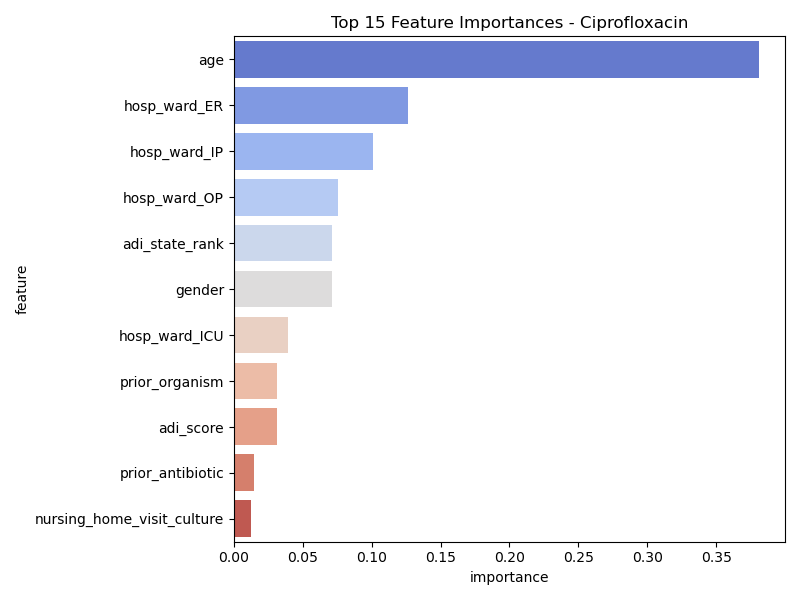 Top 15 Feature Importances - Ciprofloxacin
feature
age
hosp_ward_ER
hosp_ward_IP
hosp_ward_OP
adi_state_rank
gender
hosp_ward_ICU
prior_organism
adi_score
prior_antibiotic
nursing_home_visit_culture
0.00 0.05 0.10 0.15 0.20 0.25 0.30 0.35
importance